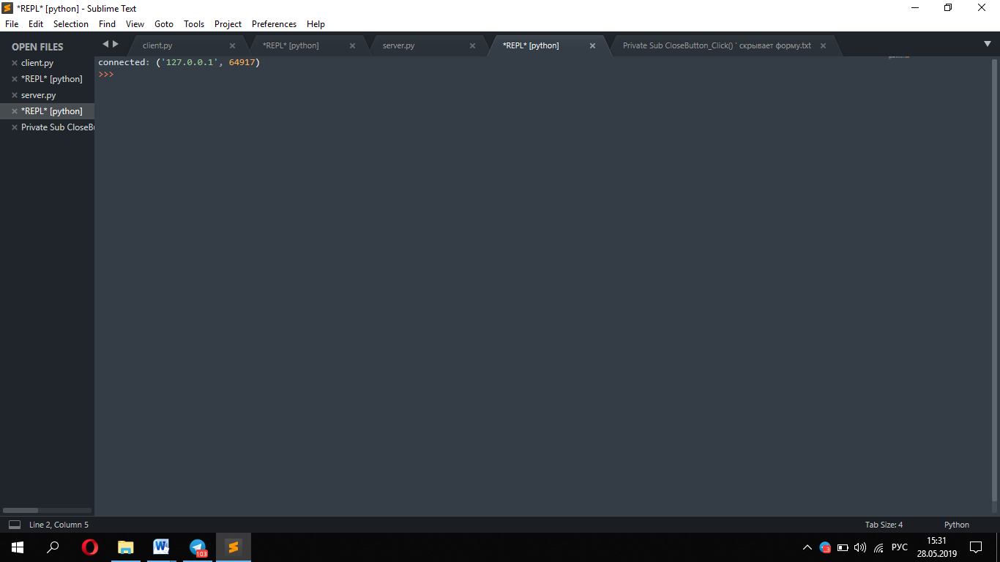 *REPL* [python] - Sublime Text
File Edit Selection Find View Goto Tools Project Preferences Help
OPEN FILES
client.py
*REPL* [python]
server.py
*REPL* [python]
Private Sub CloseBu
client.py *REPL* [python] server.py *REPL* [python] Private Sub CloseButton_Click() ' скрывает форму.txt
connected: ('127.0.0.1', 64917)
>>>
Line 2, Column 5 Tab Size: 4 Python
103
РУС
15:31
28.05.2019